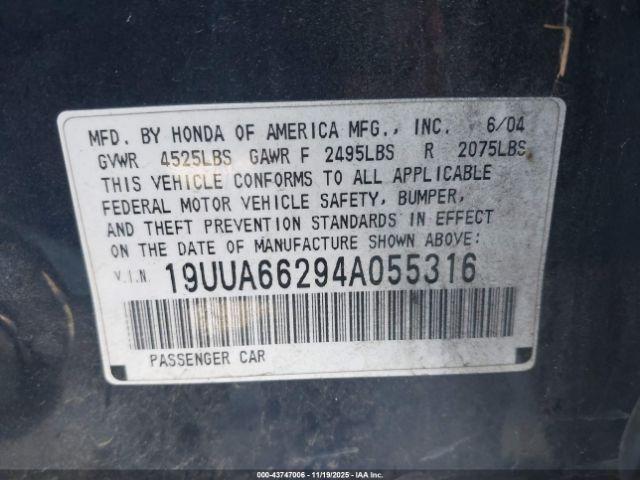 MFD. BY HONDA OF AMERICA MFG., INC. 6/04
GVWR 4525LBS GAWR F 2495LBS R 2075LBS
THIS VEHICLE CONFORMS TO ALL APPLICABLE
FEDERAL MOTOR VEHICLE SAFETY, BUMPER,
AND THEFT PREVENTION STANDARDS IN EFFECT
ON THE DATE OF MANUFACTURE SHOWN ABOVE:
V.I.N. 19UUA66294A055316
PASSENGER CAR
000-43747006 - 11/19/2025 - IAA Inc.